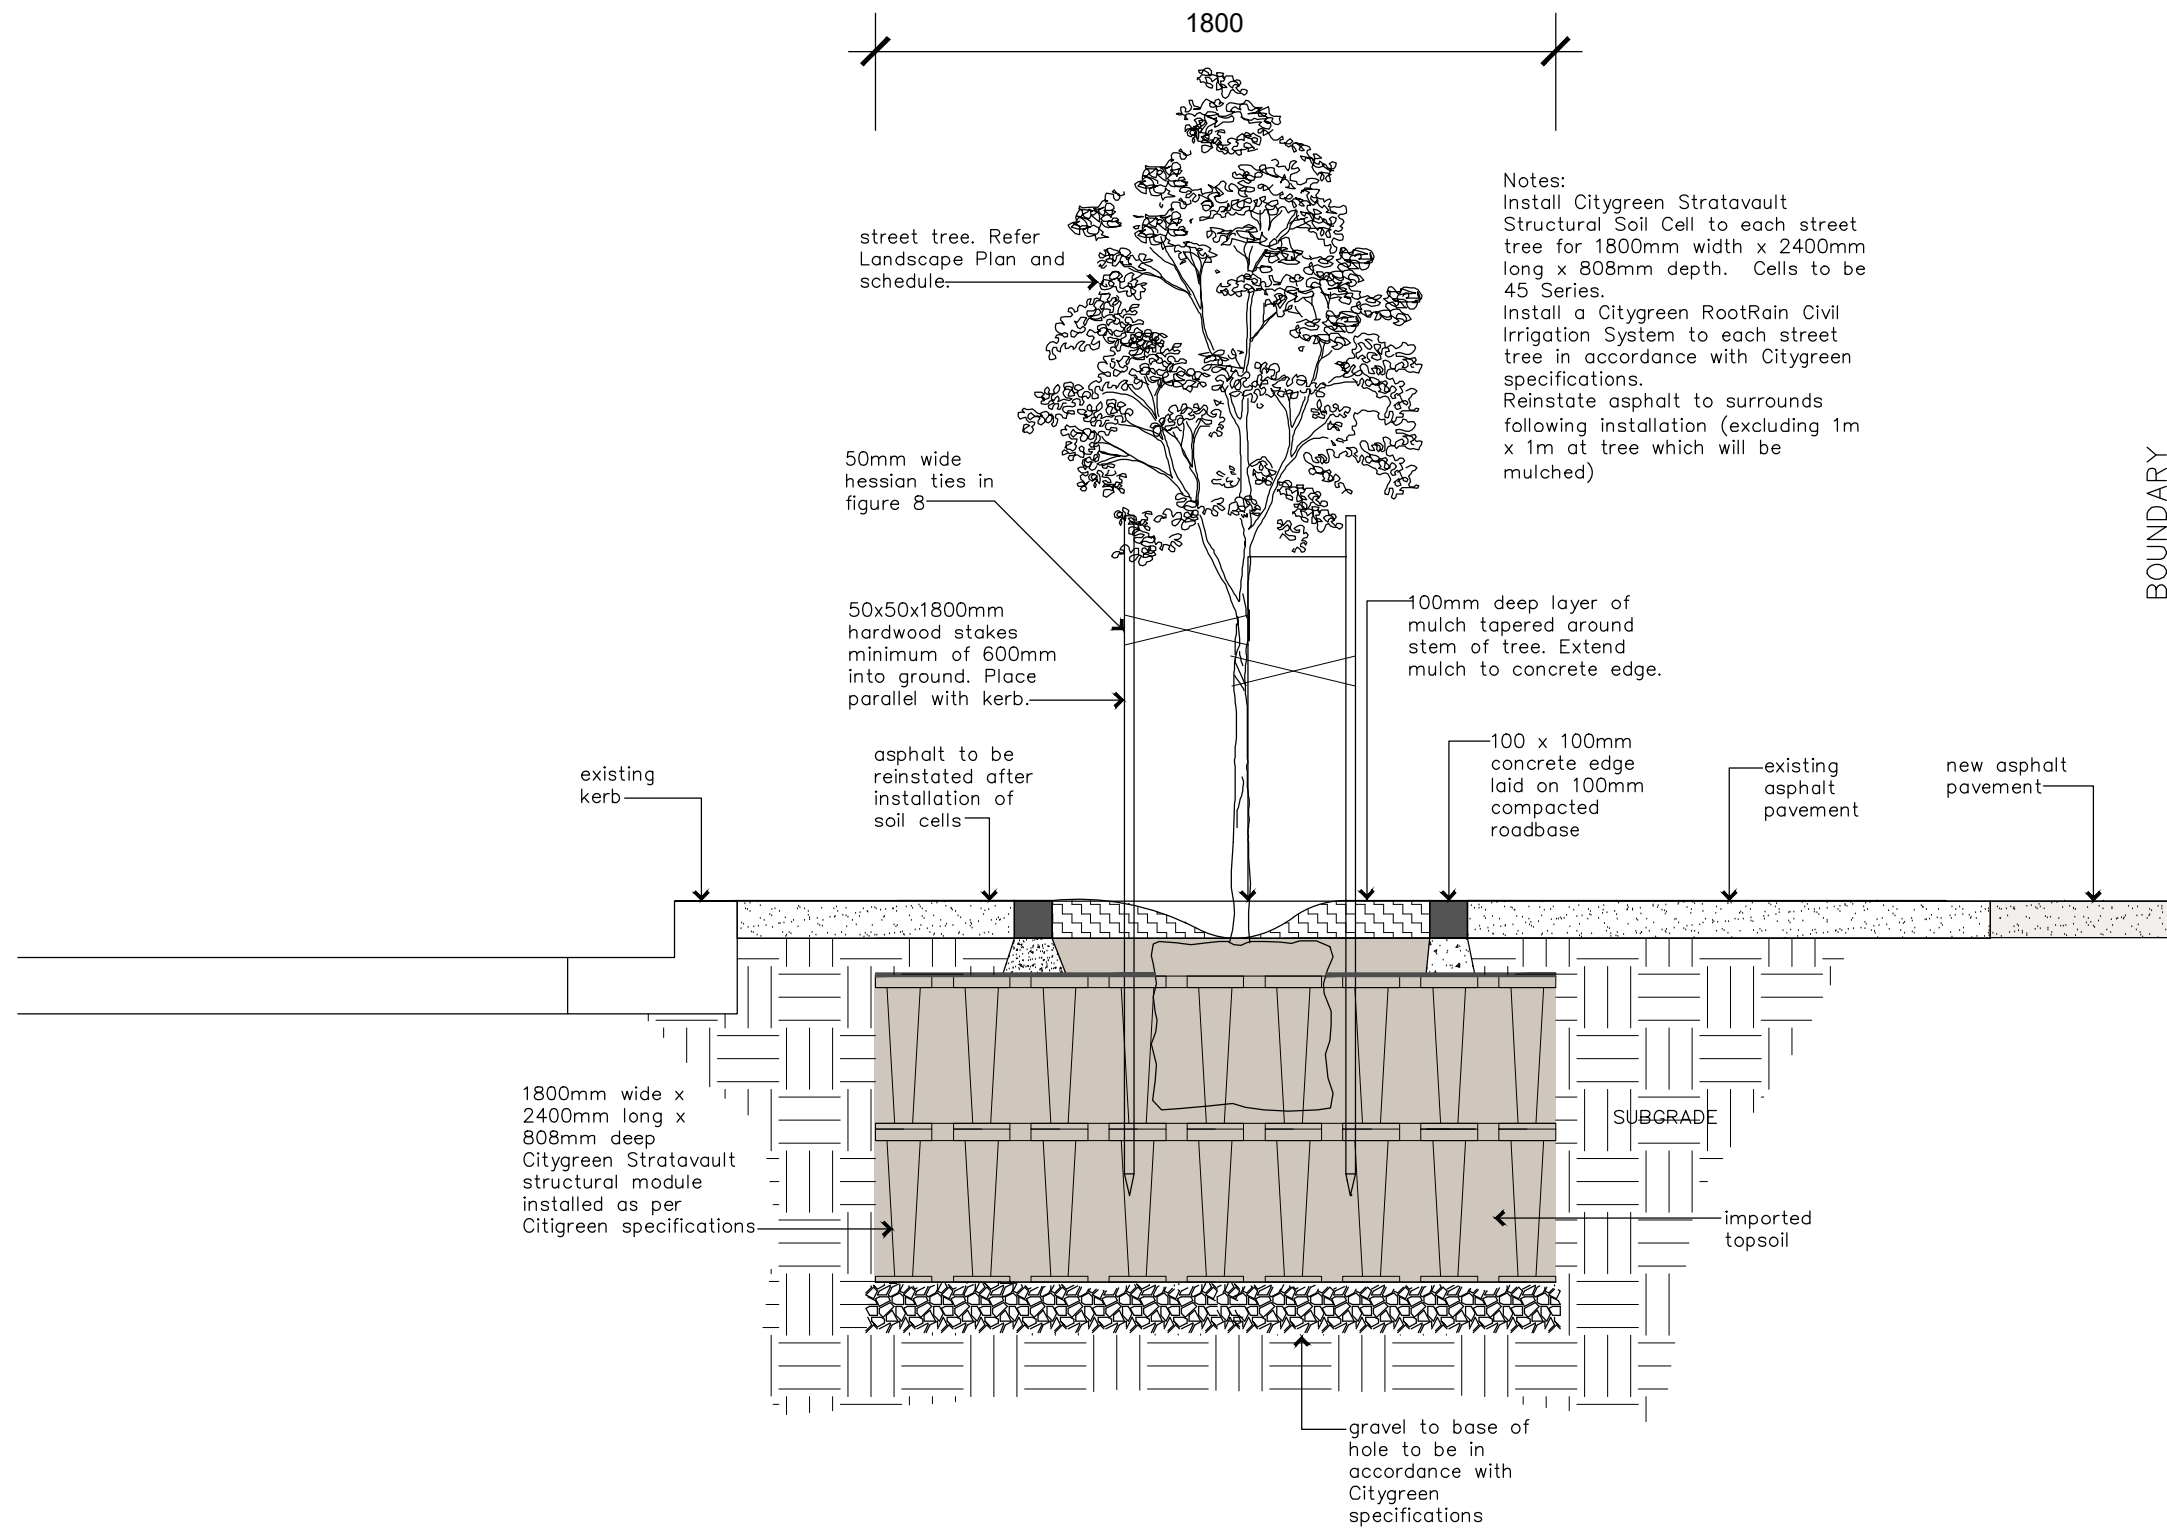 1800
Notes:
Install Citygreen Stratavault
Structural Soil Cell to each street
tree for 1800mm width x 2400mm
long x 808mm depth. Cells to be
45 Series.
Install a Citygreen RootRain Civil
Irrigation System to each street
tree in accordance with Citygreen
specifications.
Reinstate asphalt to surrounds
following installation (excluding 1m
x 1m at tree which will be
mulched)
street tree. Refer
Landscape Plan and
schedule.
50mm wide
hessian ties in
figure 8
BOUNDARY
50x50x1800mm
hardwood stakes
minimum of 600mm
into ground. Place
parallel with kerb.
100mm deep layer of
mulch tapered around
stem of tree. Extend
mulch to concrete edge.
existing
kerb
asphalt to be
reinstated after
installation of
soil cells
100 x 100mm
concrete edge
laid on 100mm
compacted
roadbase
existing
asphalt
pavement
new asphalt
pavement
1800mm wide x
2400mm long x
808mm deep
Citygreen Stratavault
structural module
installed as per
Citigreen specifications
SUBGRADE
imported
topsoil
gravel to base of
hole to be in
accordance with
Citygreen
specifications